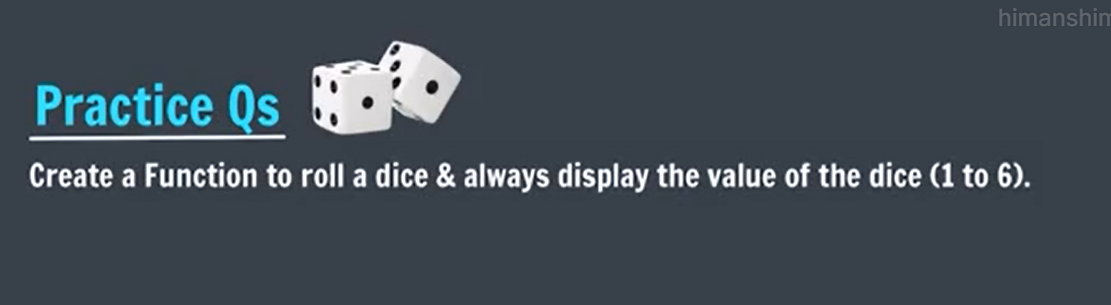 Practice Qs
Create a Function to roll a dice & always display the value of the dice (1 to 6).